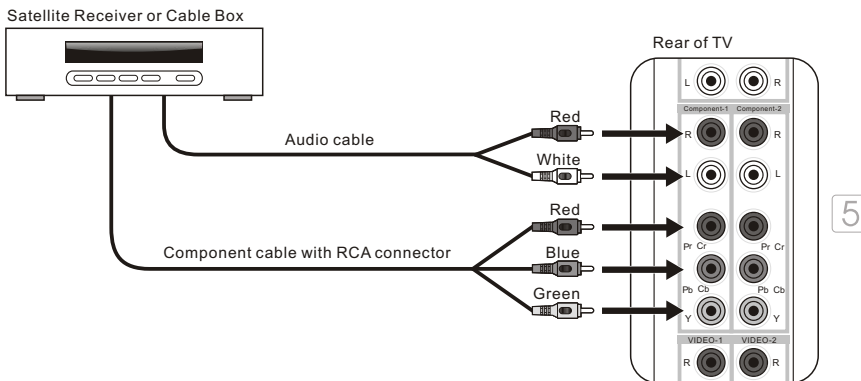 Satellite Receiver or Cable Box
Rear of TV
L R
Component-1 Component-2
Red
R R
Audio cable
White
L L
Red
Pr Cr Pr Cr
Component cable with RCA connector
Blue
Pb Cb Pb Cb
Green
Y Y
VIDEO-1 VIDEO-2
R R
5